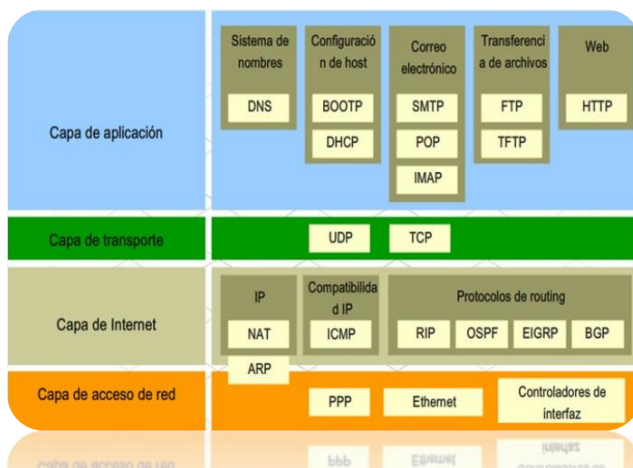 Capa de aplicación
Sistema de
nombres
DNS
Configuració
n de host
BOOTP
DHCP
Correo
electrónico
SMTP
POP
IMAP
Transferenci
a de archivos
FTP
TFTP
Web
HTTP
Capa de transporte
UDP
TCP
Capa de Internet
IP
NAT
ARP
Compatibilida
d IP
ICMP
Protocolos de routing
RIP
OSPF
EIGRP
BGP
Capa de acceso de red
PPP
Ethernet
Controladores de
interfaz